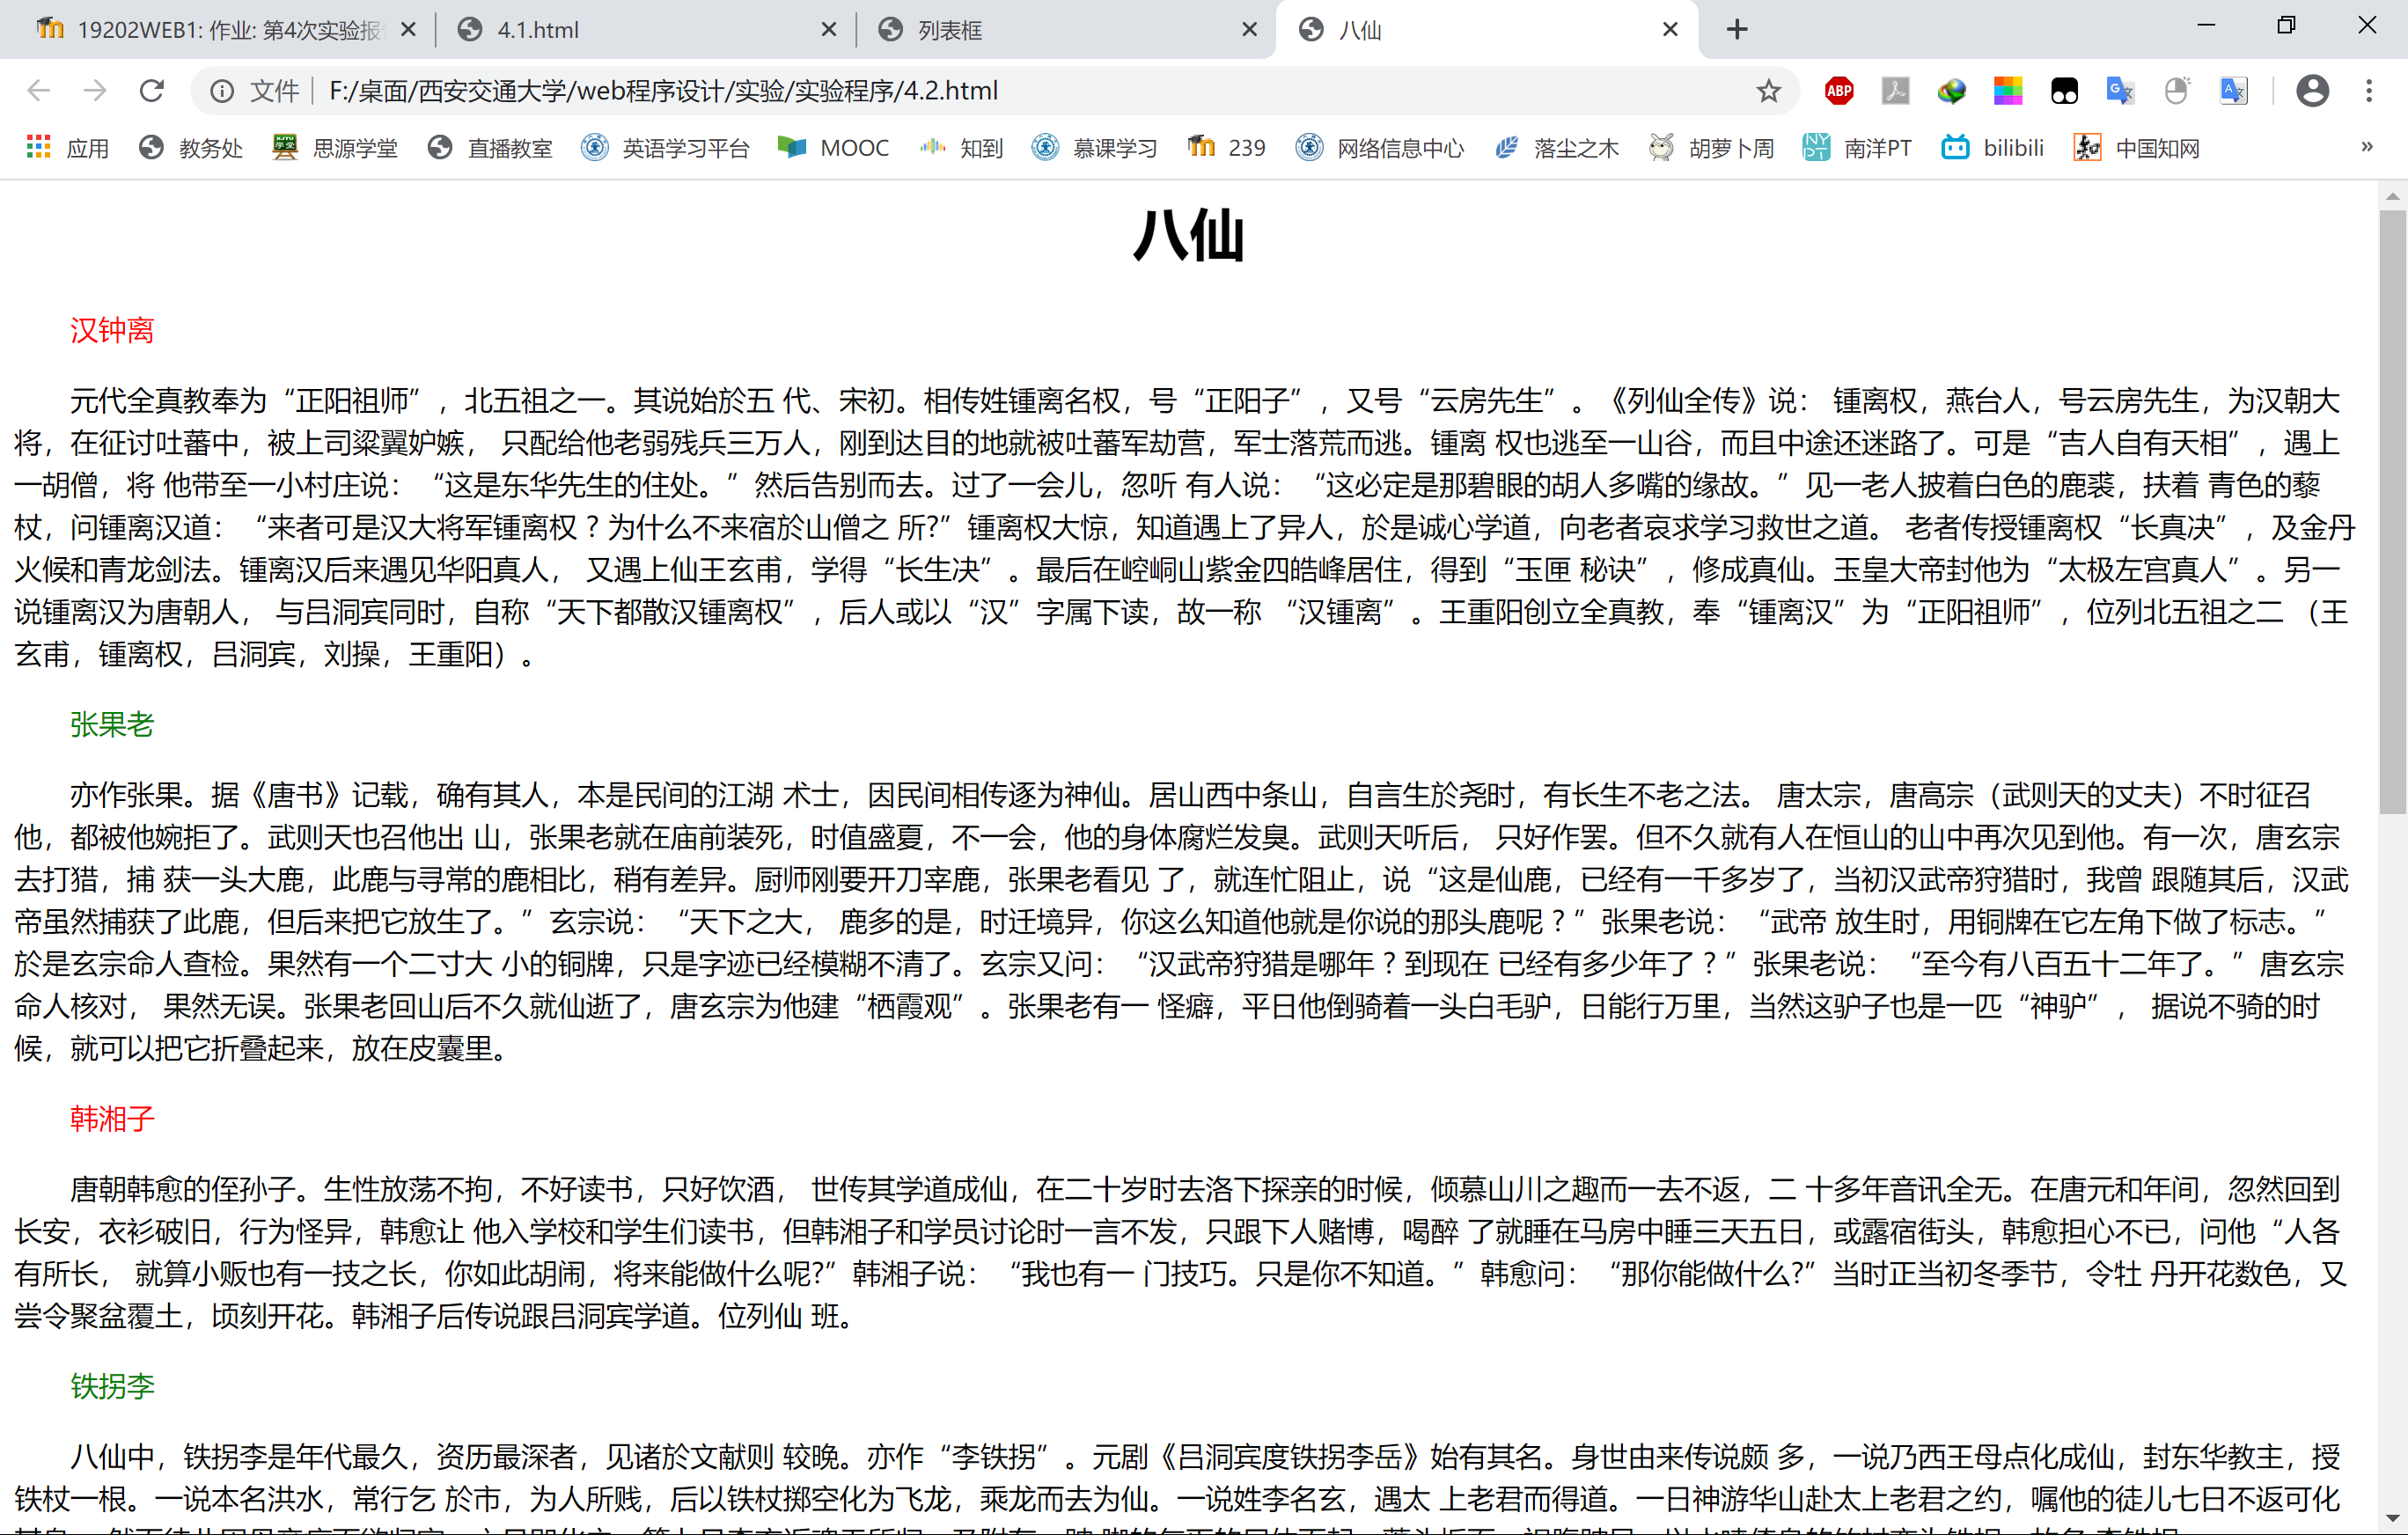 19202WEB1: 作业: 第4次实验报
4.1.html
列表框
八仙
文件
F:/桌面/西安交通大学/web程序设计/实验/实验程序/4.2.html
ABP
应用
教务处
思源学堂
直播教室
英语学习平台
MOOC
知到
慕课学习
239
网络信息中心
落尘之木
胡萝卜周
南洋PT
bilibili
中国知网
»
八仙
汉钟离
元代全真教奉为“正阳祖师”，北五祖之一。其说始於五 代、宋初。相传姓锺离名权，号“正阳子”，又号“云房先生”。《列仙全传》说： 锺离权，燕台人，号云房先生，为汉朝大
将，在征讨吐蕃中，被上司梁翼妒嫉， 只配给他老弱残兵三万人，刚到达目的地就被吐蕃军劫营，军士落荒而逃。锺离 权也逃至一山谷，而且中途还迷路了。可是“吉人自有天相”，遇上
一胡僧，将 他带至一小村庄说：“这是东华先生的住处。”然后告别而去。过了一会儿，忽听 有人说：“这必定是那碧眼的胡人多嘴的缘故。”见一老人披着白色的鹿裘，扶着 青色的藜
杖，问锺离汉道：“来者可是汉大将军锺离权？为什么不来宿於山僧之 所?”锺离权大惊，知道遇上了异人，於是诚心学道，向老者哀求学习救世之道。 老者传授锺离权“长真决”，及金丹
火候和青龙剑法。锺离汉后来遇见华阳真人， 又遇上仙王玄甫，学得“长生决”。最后在崆峒山紫金四皓峰居住，得到“玉匣 秘诀”，修成真仙。玉皇大帝封他为“太极左宫真人”。另一
说锺离汉为唐朝人， 与吕洞宾同时，自称“天下都散汉锺离权”，后人或以“汉”字属下读，故一称 “汉锺离”。王重阳创立全真教，奉“锺离汉”为“正阳祖师”，位列北五祖之二 （王
玄甫，锺离权，吕洞宾，刘操，王重阳）。
张果老
亦作张果。据《唐书》记载，确有其人，本是民间的江湖 术士，因民间相传逐为神仙。居山西中条山，自言生於尧时，有长生不老之法。 唐太宗，唐高宗（武则天的丈夫）不时征召
他，都被他婉拒了。武则天也召他出 山，张果老就在庙前装死，时值盛夏，不一会，他的身体腐烂发臭。武则天听后， 只好作罢。但不久就有人在恒山的山中再次见到他。有一次，唐玄宗
去打猎，捕 获一头大鹿，此鹿与寻常的鹿相比，稍有差异。厨师刚要开刀宰鹿，张果老看见 了，就连忙阻止，说“这是仙鹿，已经有一千多岁了，当初汉武帝狩猎时，我曾 跟随其后，汉武
帝虽然捕获了此鹿，但后来把它放生了。”玄宗说：“天下之大， 鹿多的是，时迁境异，你这么知道他就是你说的那头鹿呢？”张果老说：“武帝 放生时，用铜牌在它左角下做了标志。”
於是玄宗命人查检。果然有一个二寸大 小的铜牌，只是字迹已经模糊不清了。玄宗又问：“汉武帝狩猎是哪年？到现在 已经有多少年了？”张果老说：“至今有八百五十二年了。”唐玄宗
命人核对， 果然无误。张果老回山后不久就仙逝了，唐玄宗为他建“栖霞观”。张果老有一 怪癖，平日他倒骑着一头白毛驴，日能行万里，当然这驴子也是一匹“神驴”， 据说不骑的时
候，就可以把它折叠起来，放在皮囊里。
韩湘子
唐朝韩愈的侄孙子。生性放荡不拘，不好读书，只好饮酒， 世传其学道成仙，在二十岁时去洛下探亲的时候，倾慕山川之趣而一去不返，二 十多年音讯全无。在唐元和年间，忽然回到
长安，衣衫破旧，行为怪异，韩愈让 他入学校和学生们读书，但韩湘子和学员讨论时一言不发，只跟下人赌博，喝醉 了就睡在马房中睡三天五日，或露宿街头，韩愈担心不已，问他“人各
有所长， 就算小贩也有一技之长，你如此胡闹，将来能做什么呢?”韩湘子说：“我也有一 门技巧。只是你不知道。”韩愈问：“那你能做什么?”当时正当初冬季节，令牡 丹开花数色，又
尝令聚盆覆土，顷刻开花。韩湘子后传说跟吕洞宾学道。位列仙 班。
铁拐李
八仙中，铁拐李是年代最久，资历最深者，见诸於文献则 较晚。亦作“李铁拐”。元剧《吕洞宾度铁拐李岳》始有其名。身世由来传说颇 多，一说乃西王母点化成仙，封东华教主，授
铁杖一根。一说本名洪水，常行乞 於市，为人所贱，后以铁杖掷空化为飞龙，乘龙而去为仙。一说姓李名玄，遇太 上老君而得道。一日神游华山赴太上老君之约，嘱他的徒儿七日不返可化